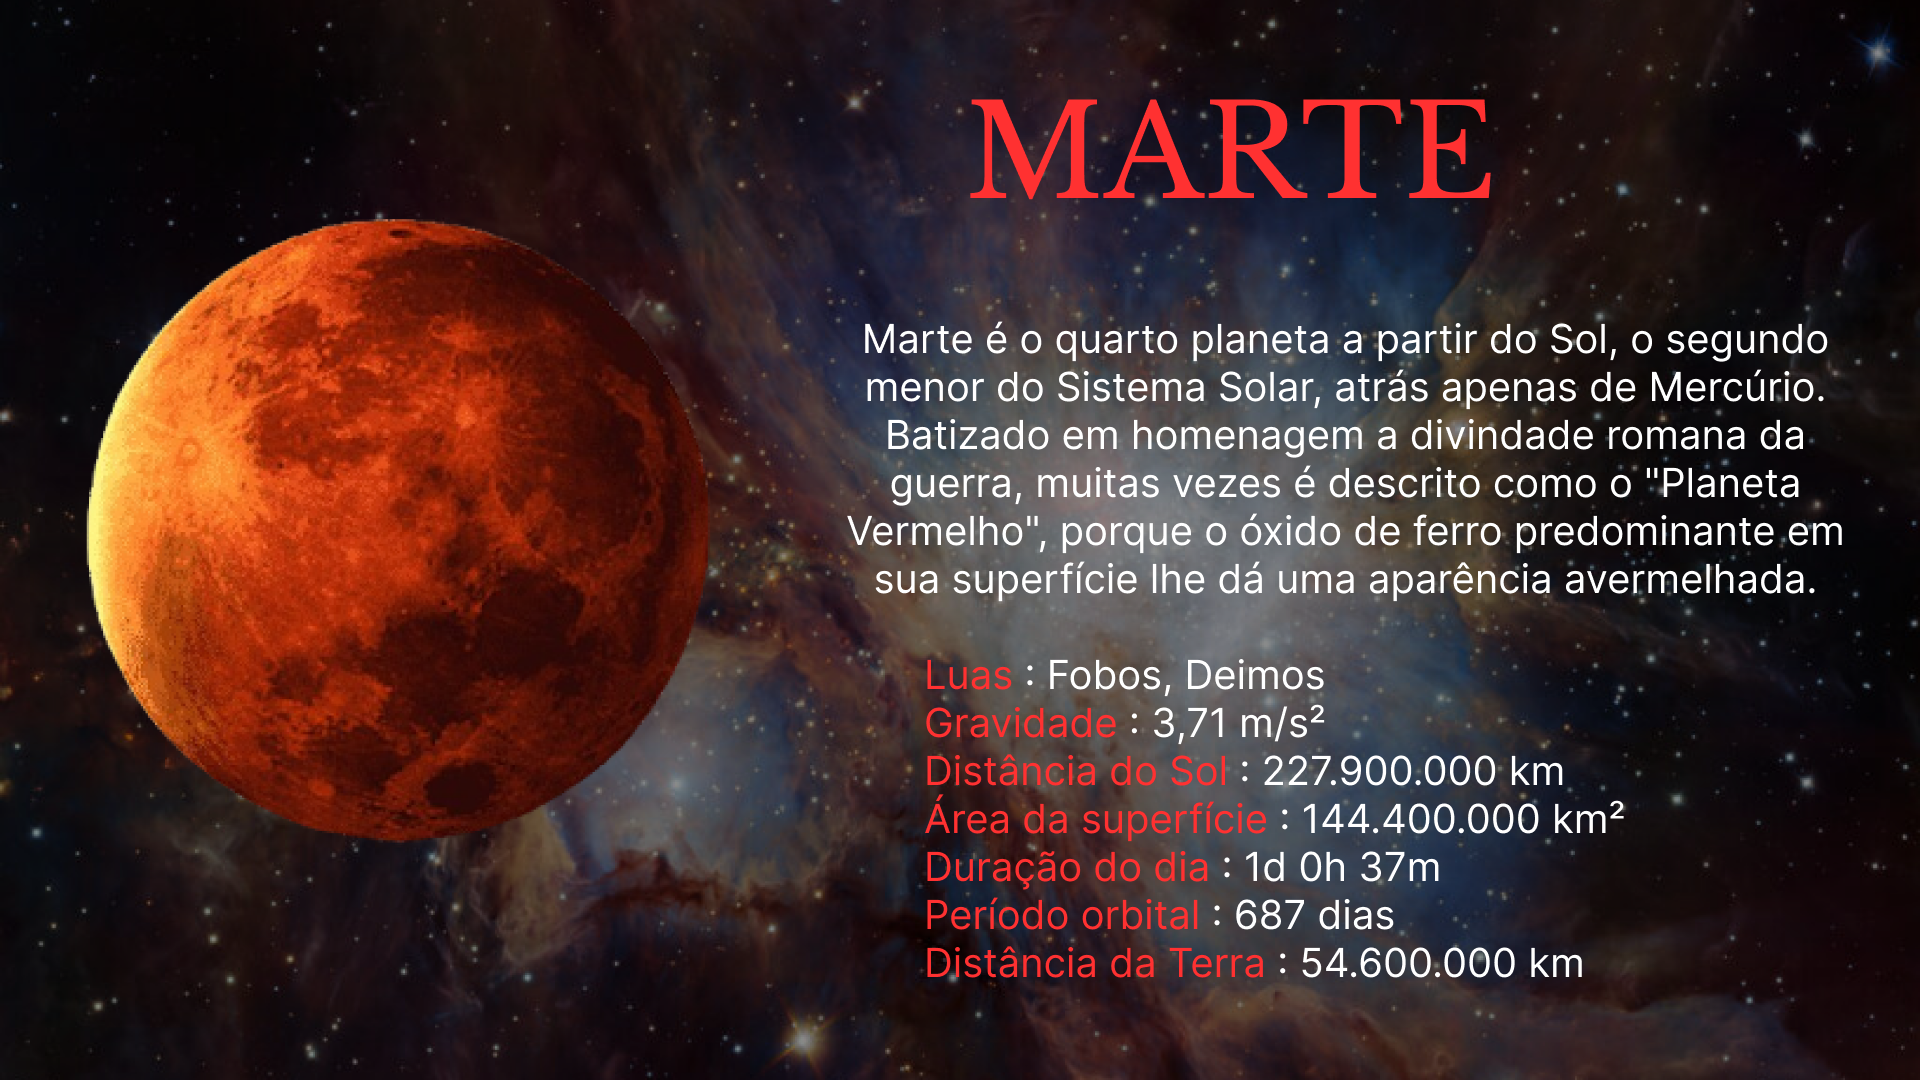 MARTE
Marte é o quarto planeta a partir do Sol, o segundo
menor do Sistema Solar, atrás apenas de Mercúrio.
Batizado em homenagem a divindade romana da
guerra, muitas vezes é descrito como o "Planeta
Vermelho", porque o óxido de ferro predominante em
sua superfície lhe dá uma aparência avermelhada.
Luas : Fobos, Deimos
Gravidade : 3,71 m/s²
Distância do Sol : 227.900.000 km
Área da superfície : 144.400.000 km²
Duração do dia : 1d 0h 37m
Período orbital : 687 dias
Distância da Terra : 54.600.000 km